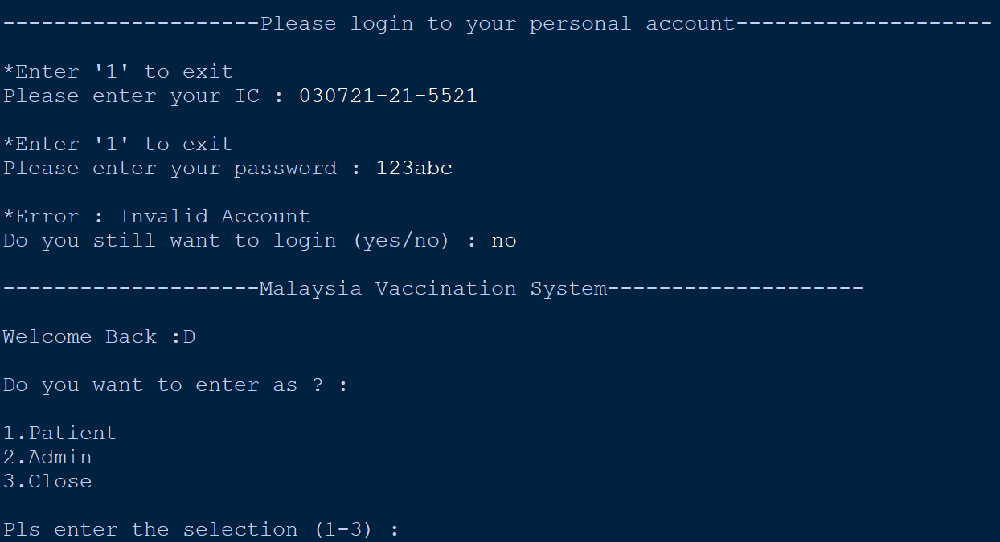 --------------------Please login to your personal account--------------------
*Enter '1' to exit
Please enter your IC : 030721-21-5521
*Enter '1' to exit
Please enter your password : 123abc
*Error : Invalid Account
Do you still want to login (yes/no) : no
--------------------Malaysia Vaccination System--------------------
Welcome Back :D
Do you want to enter as ? :
1.Patient
2.Admin
3.Close
Pls enter the selection (1-3) :